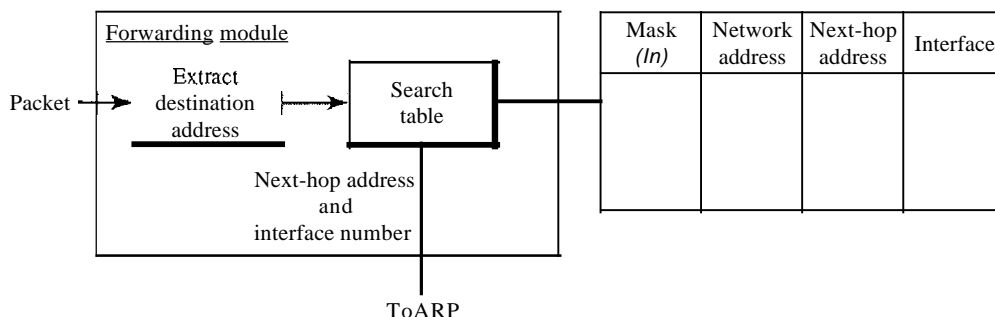 Forwarding module
Packet
Extract
destination
address
Search
table
Next-hop address
and
interface number
ToARP
Mask
(In)
Network
address
Next-hop
address
Interface